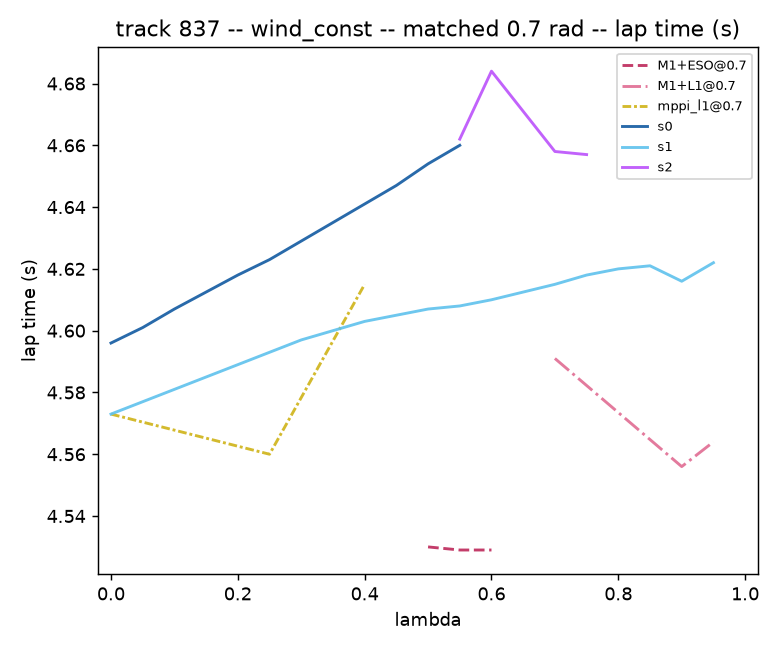 track 837 -- wind_const -- matched 0.7 rad -- lap time (s)
M1+ESO@0.7
M1+L1@0.7
mppi_l1@0.7
s0
s1
s2
4.68
4.66
4.64
4.62
4.60
4.58
4.56
4.54
lap time (s)
0.0 0.2 0.4 0.6 0.8 1.0
lambda